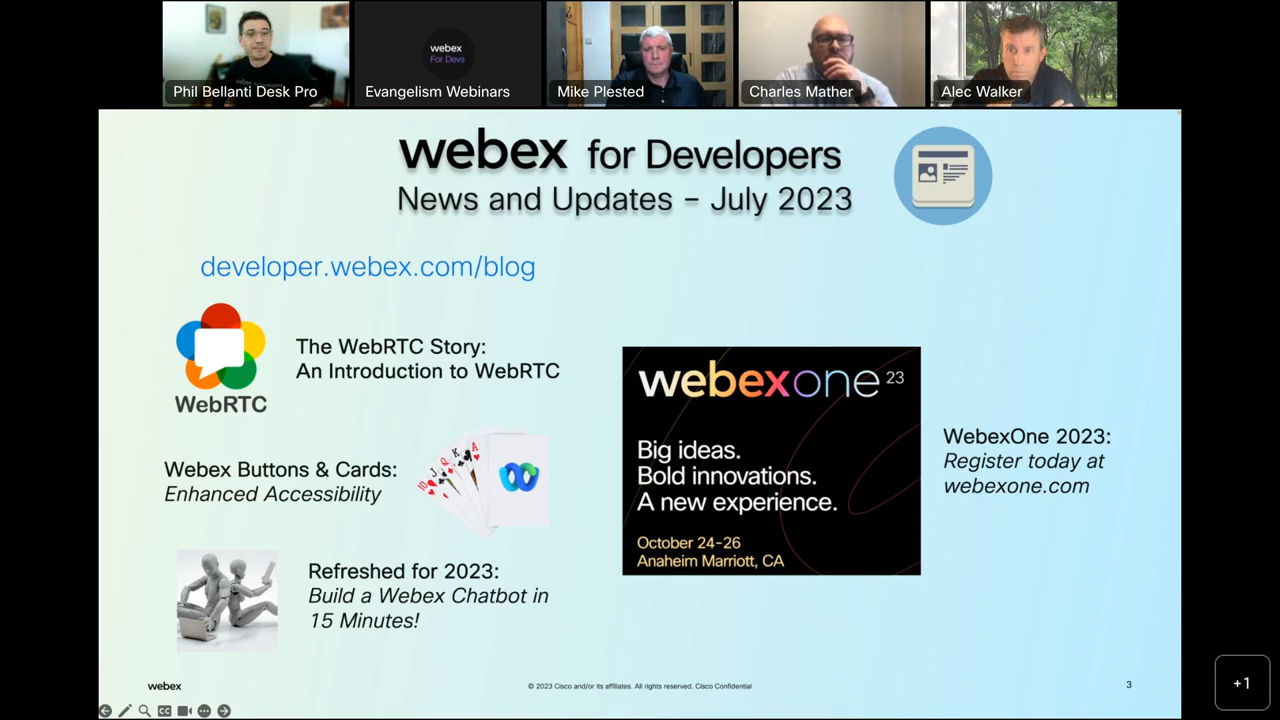 Phil Bellanti Desk Pro
webex
For Devs
Evangelism Webinars
Mike Plested
Charles Mather
Alec Walker
webex for Developers
News and Updates – July 2023
developer.webex.com/blog
WebRTC
The WebRTC Story:
An Introduction to WebRTC
Webex Buttons & Cards:
Enhanced Accessibility
10 J Q K A
Refreshed for 2023:
Build a Webex Chatbot in
15 Minutes!
webexone 23
Big ideas.
Bold innovations.
A new experience.
October 24-26
Anaheim Marriott, CA
WebexOne 2023:
Register today at
webexone.com
webex
© 2023 Cisco and/or its affiliates. All rights reserved. Cisco Confidential
3
CC
+1